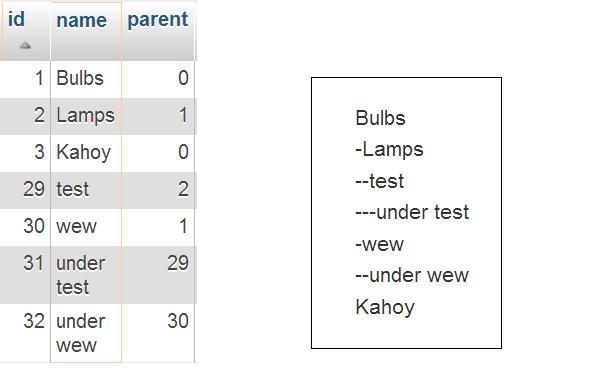 id name parent
1 Bulbs 0
2 Lamps 1
3 Kahoy 0
29 test 2
30 wew 1
31 under 29
test
32 under 30
wew
Bulbs
-Lamps
--test
---under test
-wew
--under wew
Kahoy